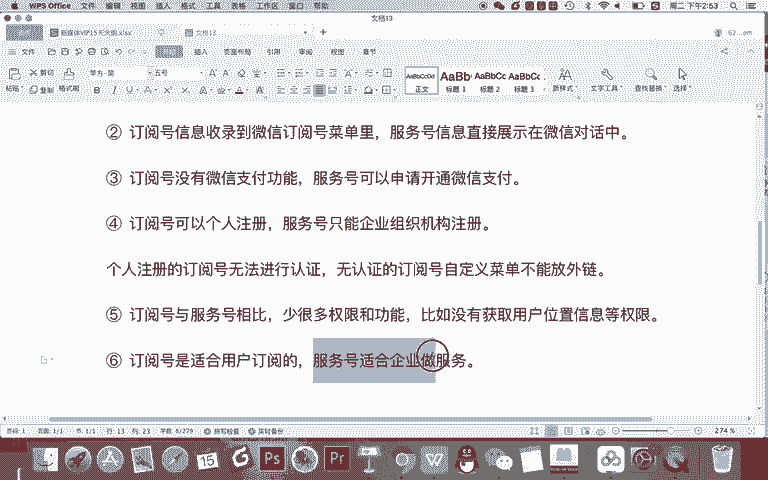 WPS Office 文件 编辑 视图 插入 格式 工具 表格 工作区 窗口 帮助
周二下午2:53
新媒体VIP15天大纲.xlsx 文档13
文件 插入 页面布局 引用 审阅 视图 章节
粘贴 剪切 复制 格式刷
五号
AaBbCcDd AaBb AaBbCc AaBbC
正文 标题 1 标题 2 标题 3 新样式 文字工具 查找替换 选择
② 订阅号信息收录到微信订阅号菜单里，服务号信息直接展示在微信对话中。
③ 订阅号没有微信支付功能，服务号可以申请开通微信支付。
④ 订阅号可以个人注册，服务号只能企业组织机构注册。
个人注册的订阅号无法进行认证，无认证的订阅号自定义菜单不能放外链。
⑤ 订阅号与服务号相比，少很多权限和功能，比如没有获取用户位置信息等权限。
⑥ 订阅号是适合用户订阅的，服务号适合企业做服务。
页码: 1 页面: 1/1 节: 1/1 行: 13 列: 23 字数: 8/279 拼写检查 实时备份
274 %
15
Ps Pr